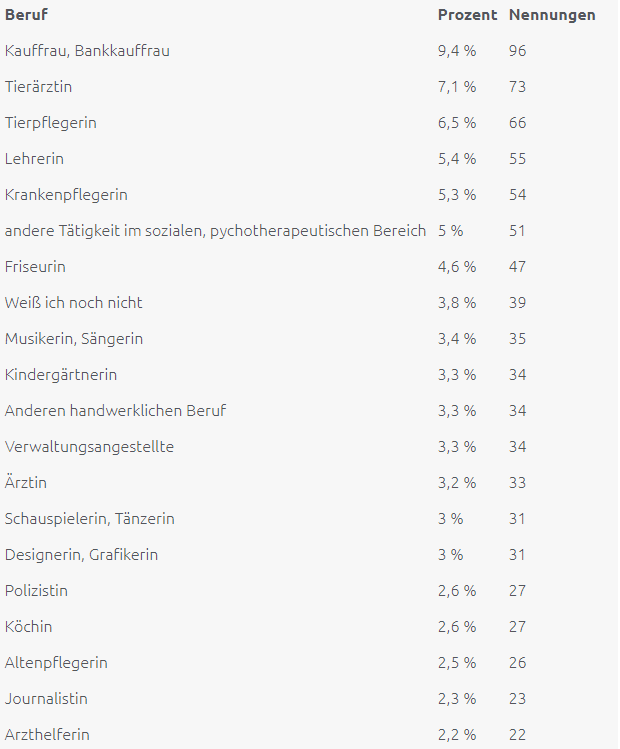 Beruf Prozent Nennungen
Kauffrau, Bankkauffrau 9,4 % 96
Tierärztin 7,1 % 73
Tierpflegerin 6,5 % 66
Lehrerin 5,4 % 55
Krankenpflegerin 5,3 % 54
andere Tätigkeit im sozialen, pychotherapeutischen Bereich 5 % 51
Friseurin 4,6 % 47
Weiß ich noch nicht 3,8 % 39
Musikerin, Sängerin 3,4 % 35
Kindergärtnerin 3,3 % 34
Anderen handwerklichen Beruf 3,3 % 34
Verwaltungsangestellte 3,3 % 34
Ärztin 3,2 % 33
Schauspielerin, Tänzerin 3 % 31
Designerin, Grafikerin 3 % 31
Polizistin 2,6 % 27
Köchin 2,6 % 27
Altenpflegerin 2,5 % 26
Journalistin 2,3 % 23
Arzthelferin 2,2 % 22